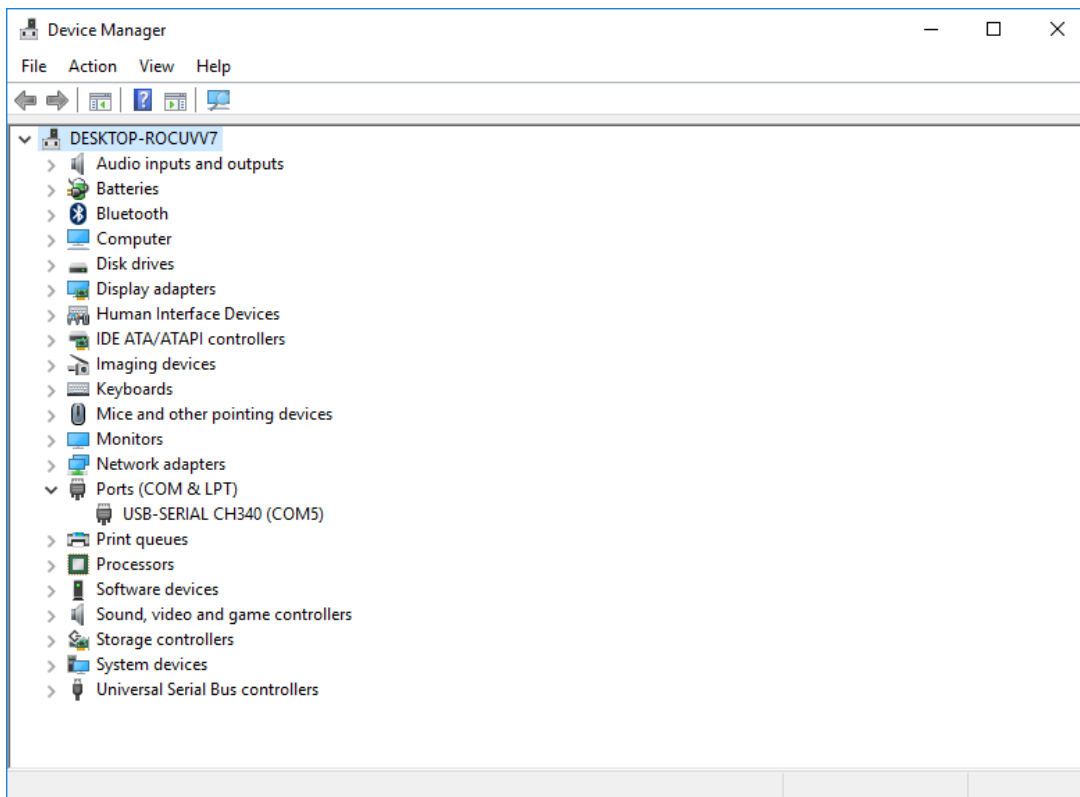 Device Manager
File Action View Help
DESKTOP-ROCUVV7
Audio inputs and outputs
Batteries
Bluetooth
Computer
Disk drives
Display adapters
Human Interface Devices
IDE ATA/ATAPI controllers
Imaging devices
Keyboards
Mice and other pointing devices
Monitors
Network adapters
Ports (COM & LPT)
USB-SERIAL CH340 (COM5)
Print queues
Processors
Software devices
Sound, video and game controllers
Storage controllers
System devices
Universal Serial Bus controllers